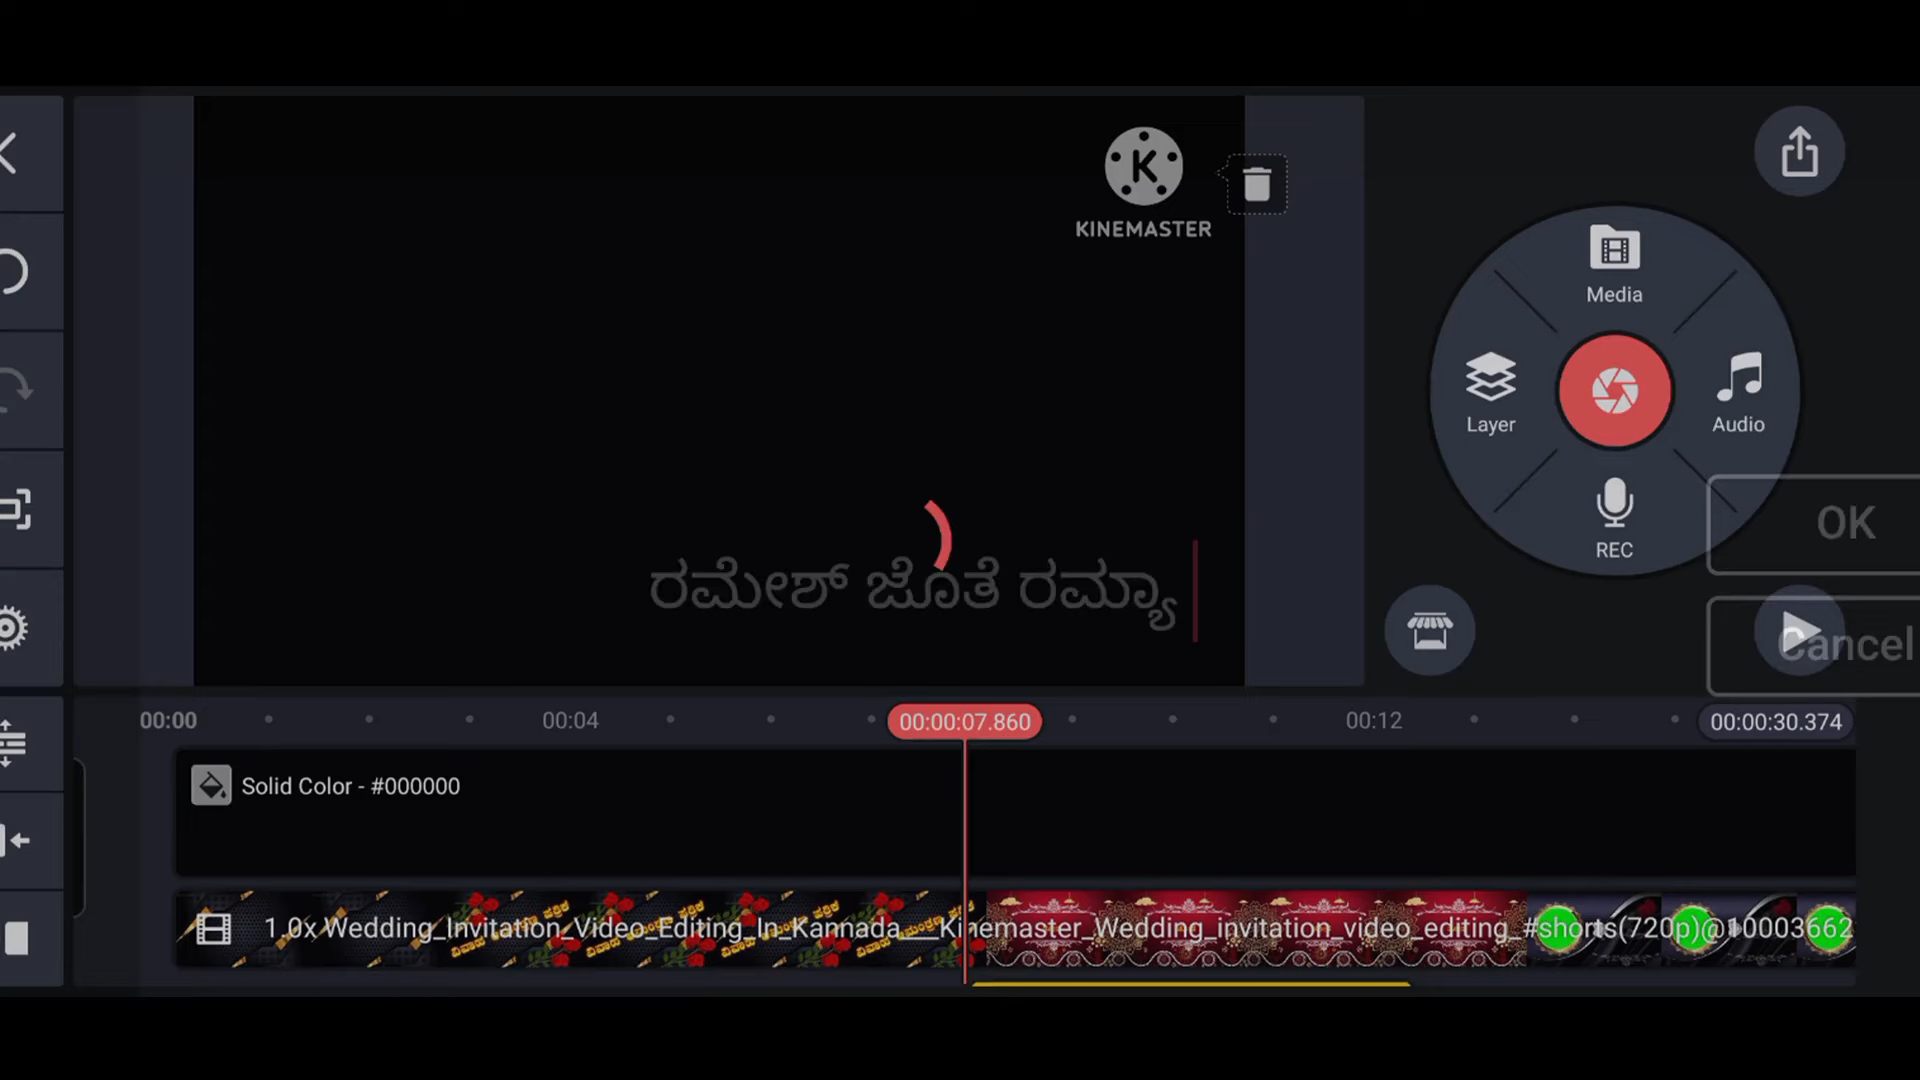 KINEMASTER
Media
Layer
Audio
REC
OK
Cancel
ರಮೇಶ್ ಜೊತೆ ರಮ್ಯಾ
00:00
00:04
00:00:07.860
00:12
00:00:30.374
Solid Color - #000000
1.0x Wedding_Invitation_Video_Editing_In_Kannada___Kinemaster_Wedding_invitation_video_editing_#shorts(720p)@10003662